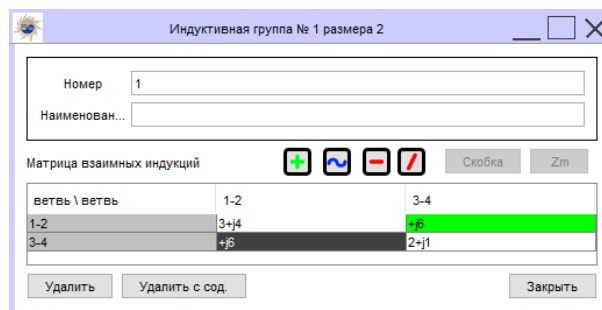 Индуктивная группа № 1 размера 2
Номер 1
Наименован...
Матрица взаимных индукций Скобка Zm
ветвь \ ветвь 1-2 3-4
1-2 3+j4 +j6
3-4 +j6 2+j1
Удалить Удалить с сод. Закрыть